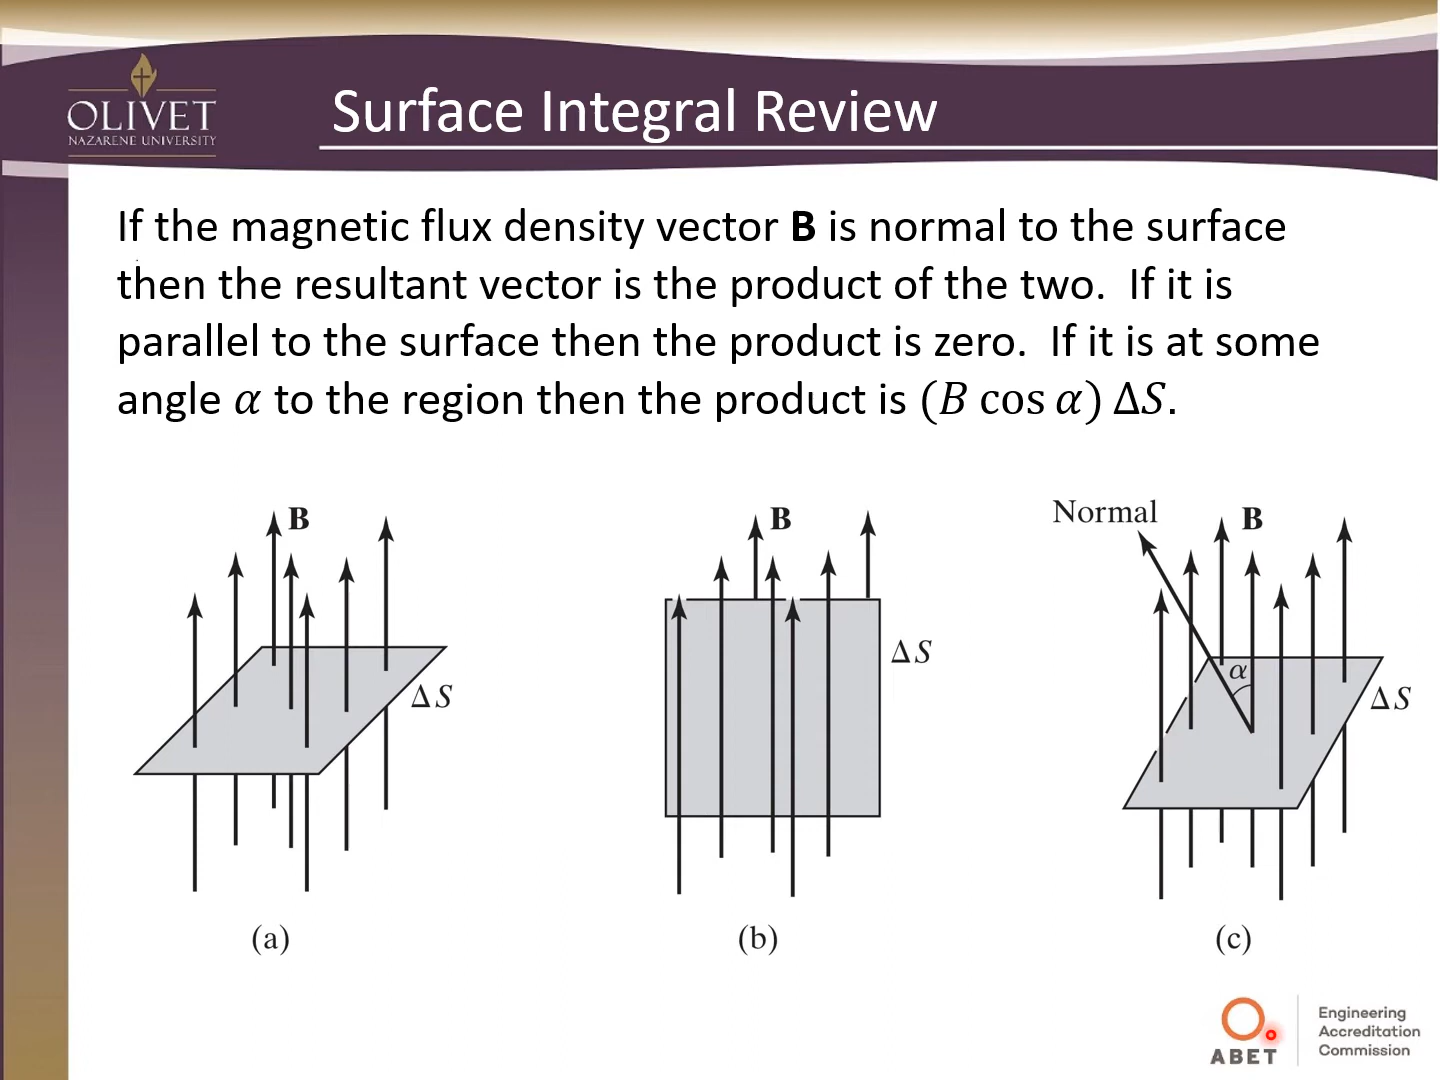 OLIVET
NAZARENE UNIVERSITY
Surface Integral Review
If the magnetic flux density vector B is normal to the surface
then the resultant vector is the product of the two.  If it is
parallel to the surface then the product is zero.  If it is at some
angle α to the region then the product is (B cos α) ΔS.
B
ΔS
(a)
B
ΔS
(b)
Normal
B
α
ΔS
(c)
ABET
Engineering
Accreditation
Commission